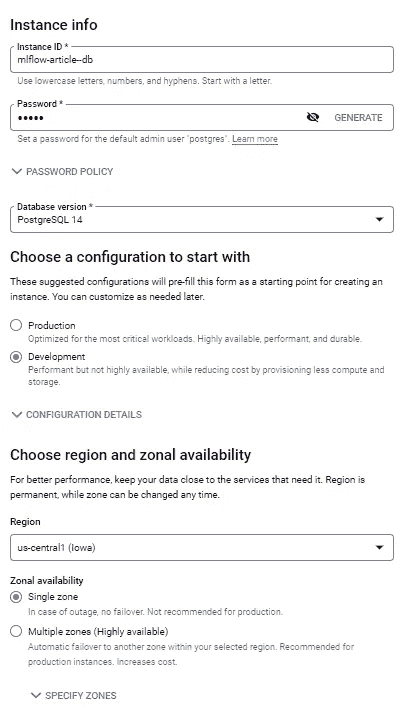 Instance info
Instance ID *
mlflow-article--db
Use lowercase letters, numbers, and hyphens. Start with a letter.
Password *
•••••
GENERATE
Set a password for the default admin user "postgres". Learn more
PASSWORD POLICY
Database version *
PostgreSQL 14
Choose a configuration to start with
These suggested configurations will pre-fill this form as a starting point for creating an
instance. You can customize as needed later.
Production
Optimized for the most critical workloads. Highly available, performant, and durable.
Development
Performant but not highly available, while reducing cost by provisioning less compute and
storage.
CONFIGURATION DETAILS
Choose region and zonal availability
For better performance, keep your data close to the services that need it. Region is
permanent, while zone can be changed any time.
Region
us-central1 (Iowa)
Zonal availability
Single zone
In case of outage, no failover. Not recommended for production.
Multiple zones (Highly available)
Automatic failover to another zone within your selected region. Recommended for
production instances. Increases cost.
SPECIFY ZONES